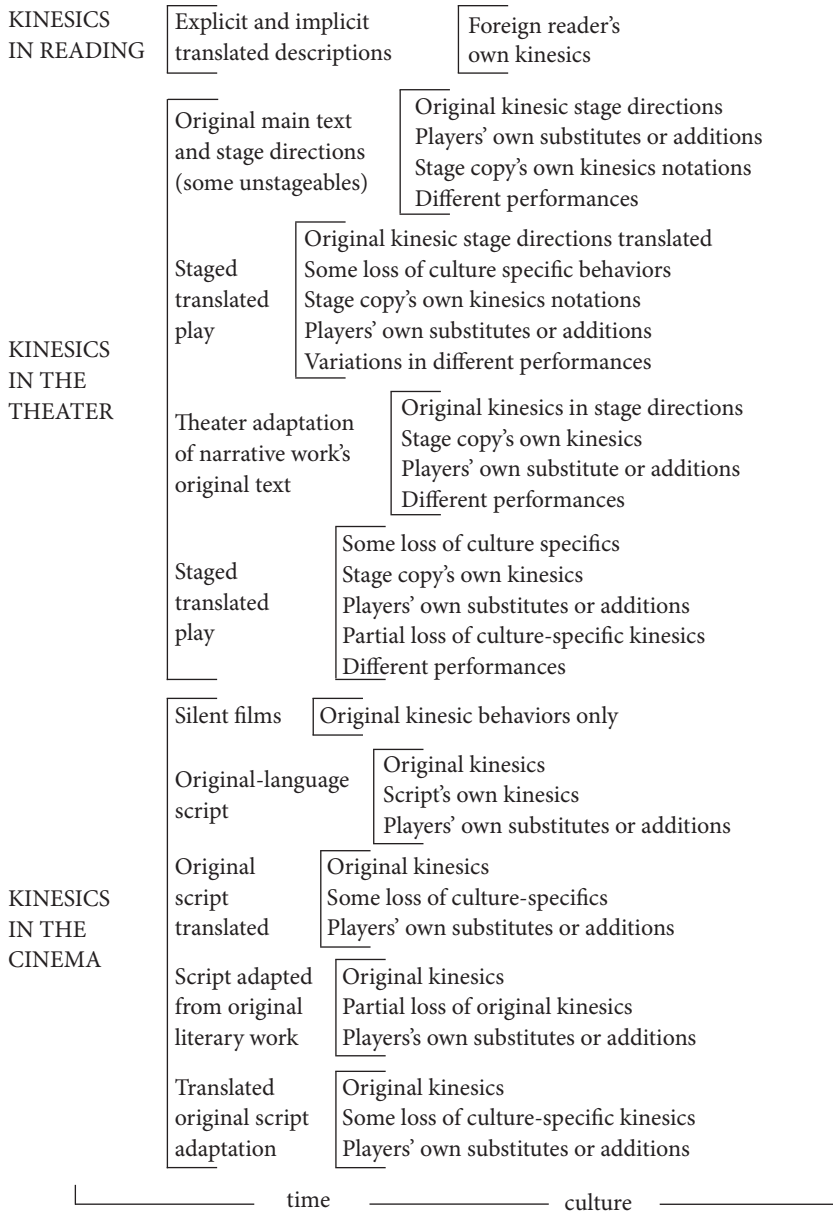 KINESICS
IN READING
Explicit and implicit
translated descriptions
Foreign reader's
own kinesics
KINESICS
IN THE
THEATER
Original main text
and stage directions
(some unstageables)
Original kinesic stage directions
Players' own substitutes or additions
Stage copy's own kinesics notations
Different performances
Staged
translated
play
Original kinesic stage directions translated
Some loss of culture specific behaviors
Stage copy's own kinesics notations
Players' own substitutes or additions
Variations in different performances
Theater adaptation
of narrative work's
original text
Original kinesics in stage directions
Stage copy's own kinesics
Players' own substitute or additions
Different performances
Staged
translated
play
Some loss of culture specifics
Stage copy's own kinesics
Players' own substitutes or additions
Partial loss of culture-specific kinesics
Different performances
KINESICS
IN THE
CINEMA
Silent films
Original kinesic behaviors only
Original-language
script
Original kinesics
Script's own kinesics
Players' own substitutes or additions
Original
script
translated
Original kinesics
Some loss of culture-specifics
Players' own substitutes or additions
Script adapted
from original
literary work
Original kinesics
Partial loss of original kinesics
Players's own substitutes or additions
Translated
original script
adaptation
Original kinesics
Some loss of culture-specific kinesics
Players' own substitutes or additions
time
culture